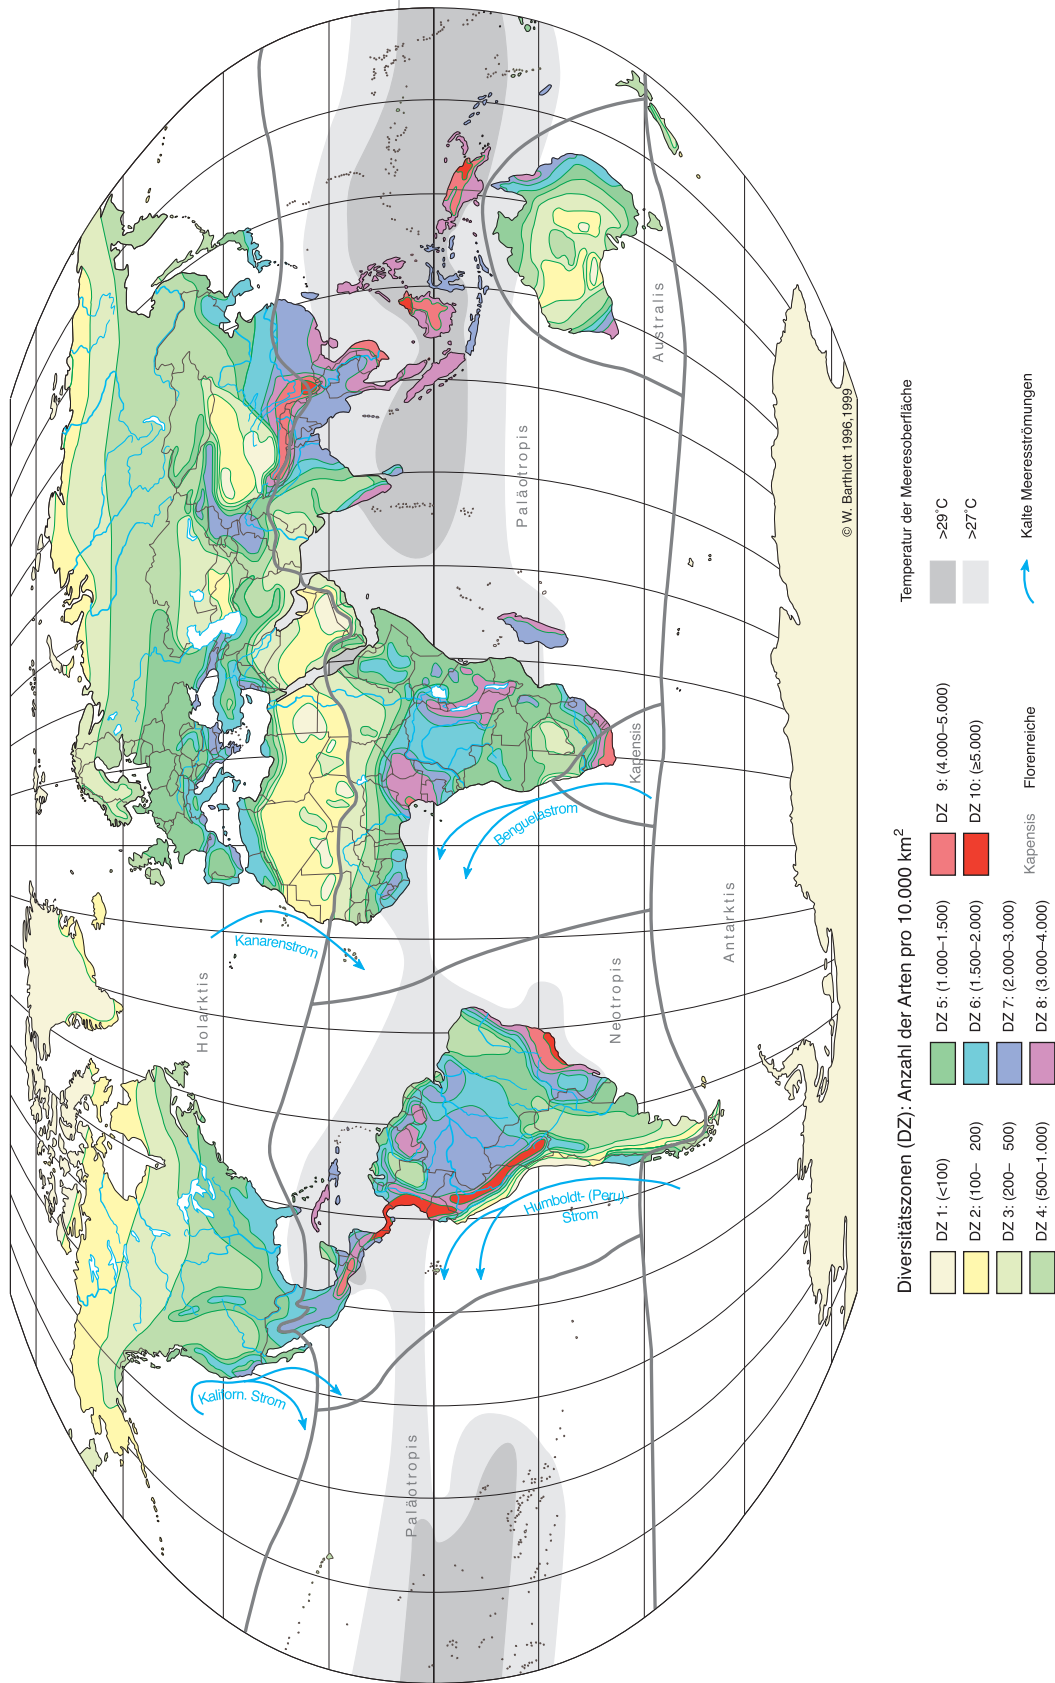 Holarktis
Paläotropis
Paläotropis
Neotropis
Australis
Kapensis
Antarktis
Kaliforn. Strom
Kanarenstrom
Benguelastrom
Humboldt- (Peru)
Strom
© W. Barthlott 1996,1999
Diversitätszonen (DZ): Anzahl der Arten pro 10.000 km²
DZ 1: (<100)
DZ 2: (100– 200)
DZ 3: (200– 500)
DZ 4: (500–1.000)
DZ 5: (1.000–1.500)
DZ 6: (1.500–2.000)
DZ 7: (2.000–3.000)
DZ 8: (3.000–4.000)
DZ 9: (4.000–5.000)
DZ 10: (≥5.000)
Kapensis Florenreiche
Temperatur der Meeresoberfläche
>29°C
>27°C
Kalte Meeresströmungen